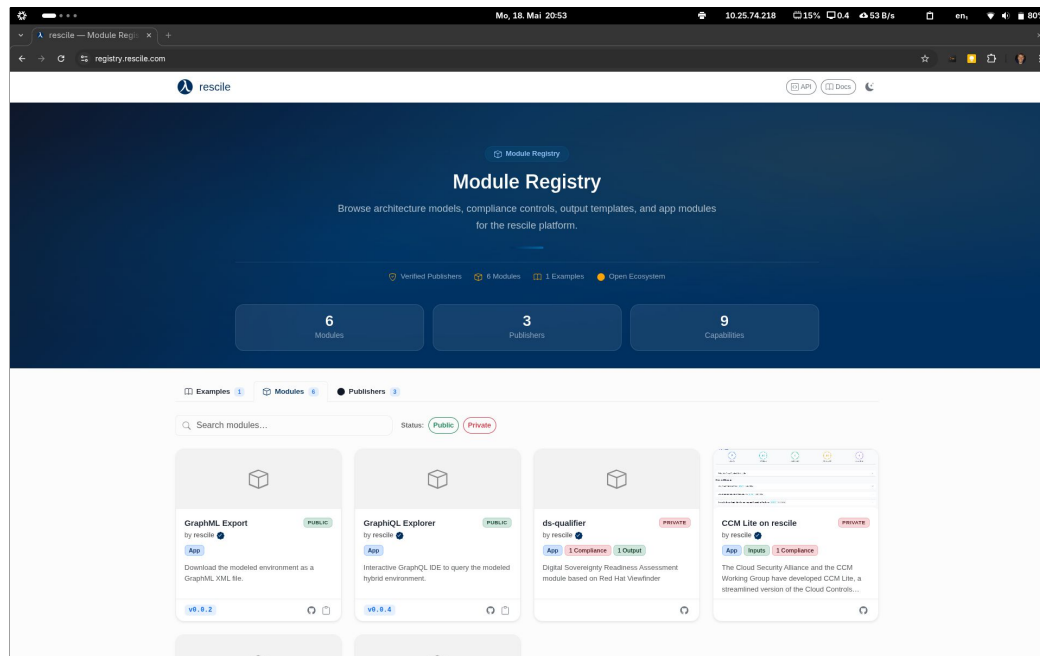 Mo, 18. Mai 20:53
10.25.74.218 15% 0.4 53 B/s en₁ 80%
rescile — Module Regis
registry.rescile.com
rescile
API Docs
Module Registry
Module Registry
Browse architecture models, compliance controls, output templates, and app modules
for the rescile platform.
Verified Publishers 6 Modules 1 Examples Open Ecosystem
6 3 9
Modules Publishers Capabilities
Examples 1 Modules 6 Publishers 3
Search modules… Status: Public Private
GraphML Export PUBLIC
by rescile
App
Download the modeled environment as a
GraphML XML file.
v0.0.2
GraphiQL Explorer PUBLIC
by rescile
App
Interactive GraphQL IDE to query the modeled
hybrid environment.
v0.0.4
ds-qualifier PRIVATE
by rescile
App 1 Compliance 1 Output
Digital Sovereignty Readiness Assessment
module based on Red Hat Viewfinder
CCM Lite on rescile PRIVATE
by rescile
App Inputs 1 Compliance
The Cloud Security Alliance and the CCM
Working Group have developed CCM Lite, a
streamlined version of the Cloud Controls…